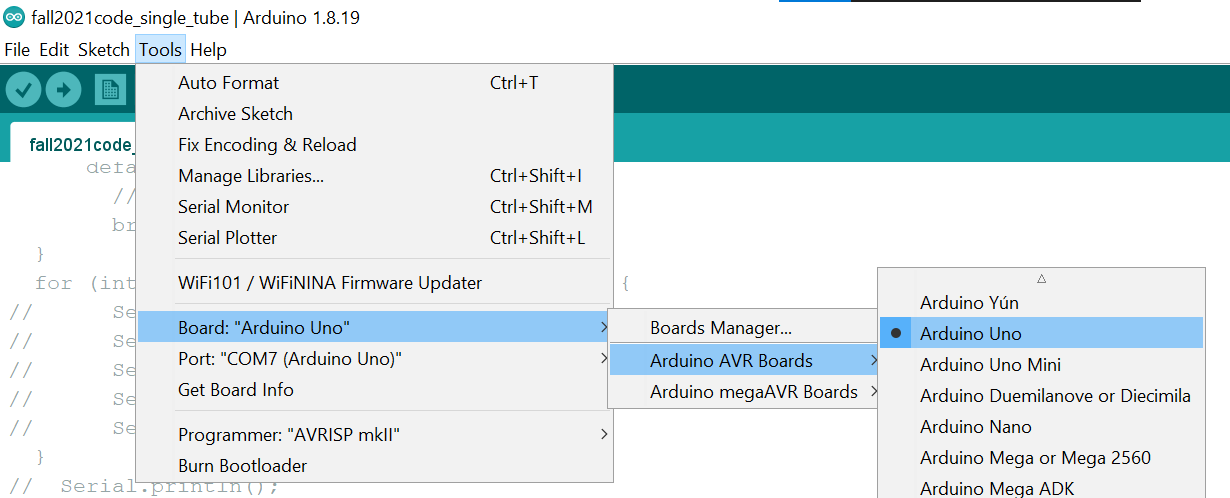 fall2021code_single_tube | Arduino 1.8.19
File Edit Sketch Tools Help
fall2021code_
defa
//
br
}
for (int
{
// Se
// Se
// Se
// Se
// Se
}
// Serial.println();
Auto Format Ctrl+T
Archive Sketch
Fix Encoding & Reload
Manage Libraries... Ctrl+Shift+I
Serial Monitor Ctrl+Shift+M
Serial Plotter Ctrl+Shift+L
WiFi101 / WiFiNINA Firmware Updater
Board: "Arduino Uno"
Port: "COM7 (Arduino Uno)"
Get Board Info
Programmer: "AVRISP mkII"
Burn Bootloader
Boards Manager...
Arduino AVR Boards
Arduino megaAVR Boards
Arduino Yún
Arduino Uno
Arduino Uno Mini
Arduino Duemilanove or Diecimila
Arduino Nano
Arduino Mega or Mega 2560
Arduino Mega ADK